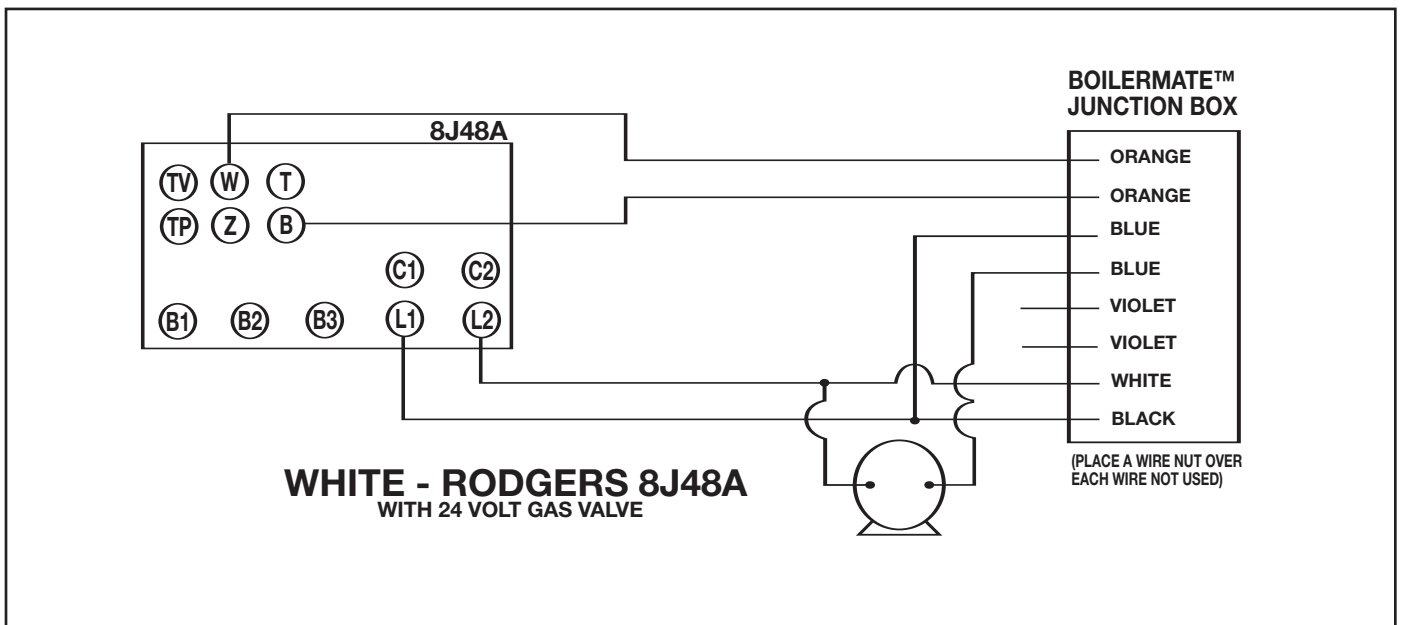 BOILERMATE™
JUNCTION BOX
8J48A
TV W T
TP Z B
C1 C2
B1 B2 B3 L1 L2
ORANGE
ORANGE
BLUE
BLUE
VIOLET
VIOLET
WHITE
BLACK
(PLACE A WIRE NUT OVER
EACH WIRE NOT USED)
WHITE - RODGERS 8J48A
WITH 24 VOLT GAS VALVE